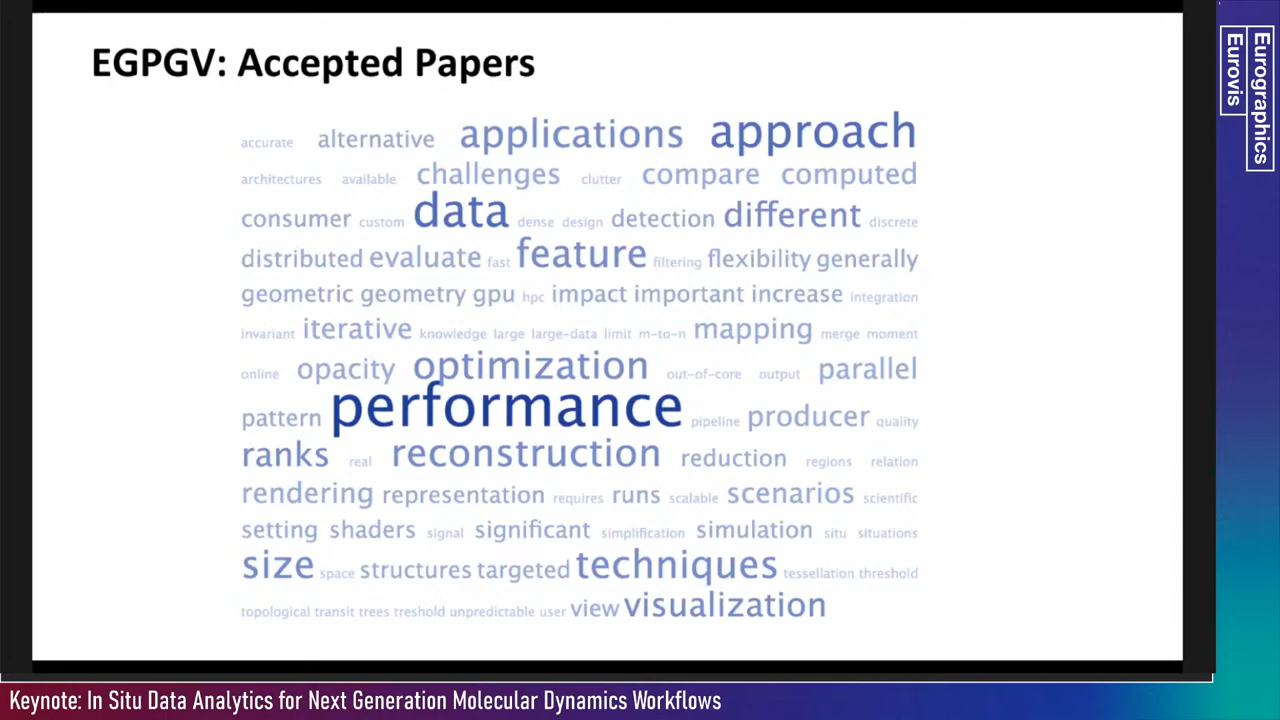 EGPGV: Accepted Papers
accurate alternative applications approach
architectures available challenges clutter compare computed
consumer custom data dense design detection different discrete
distributed evaluate fast feature filtering flexibility generally
geometric geometry gpu hpc impact important increase integration
invariant iterative knowledge large large-data limit m-to-n mapping merge moment
online opacity optimization out-of-core output parallel
pattern performance pipeline producer quality
ranks real reconstruction reduction regions relation
rendering representation requires runs scalable scenarios scientific
setting shaders signal significant simplification simulation situ situations
size space structures targeted techniques tessellation threshold
topological transit trees treshold unpredictable user view visualization
Eurographics
Eurovis
Keynote: In Situ Data Analytics for Next Generation Molecular Dynamics Workflows